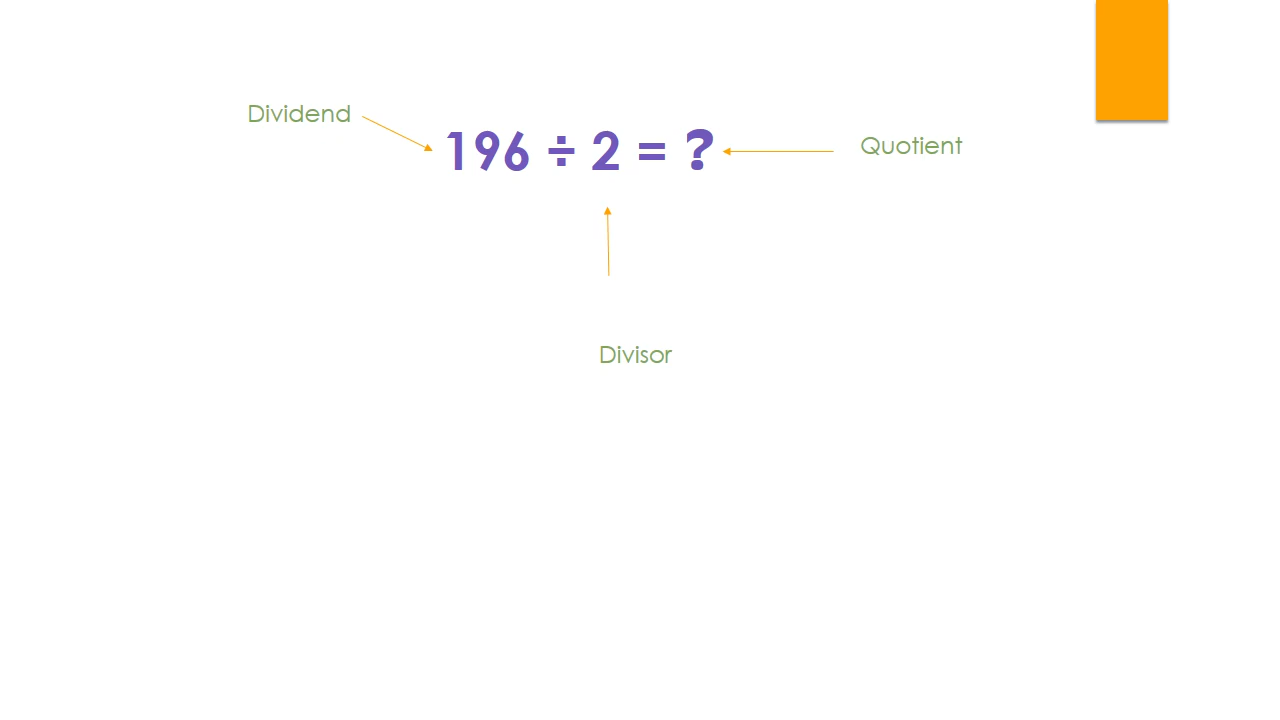 Dividend
196 ÷ 2 = ?
Quotient
Divisor